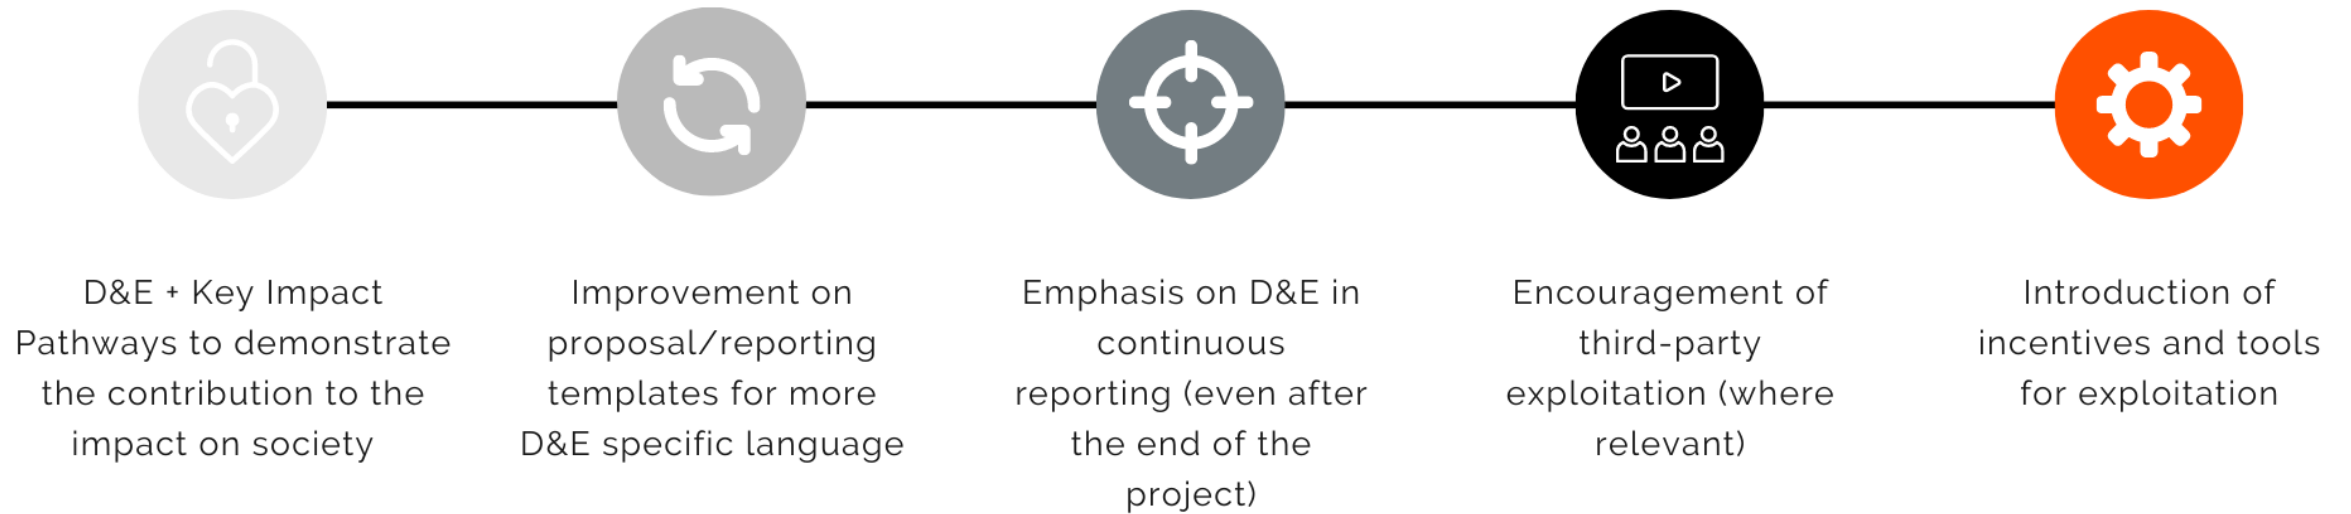 D&E + Key Impact
Pathways to demonstrate
the contribution to the
impact on society
Improvement on
proposal/reporting
templates for more
D&E specific language
Emphasis on D&E in
continuous
reporting (even after
the end of the
project)
Encouragement of
third-party
exploitation (where
relevant)
Introduction of
incentives and tools
for exploitation